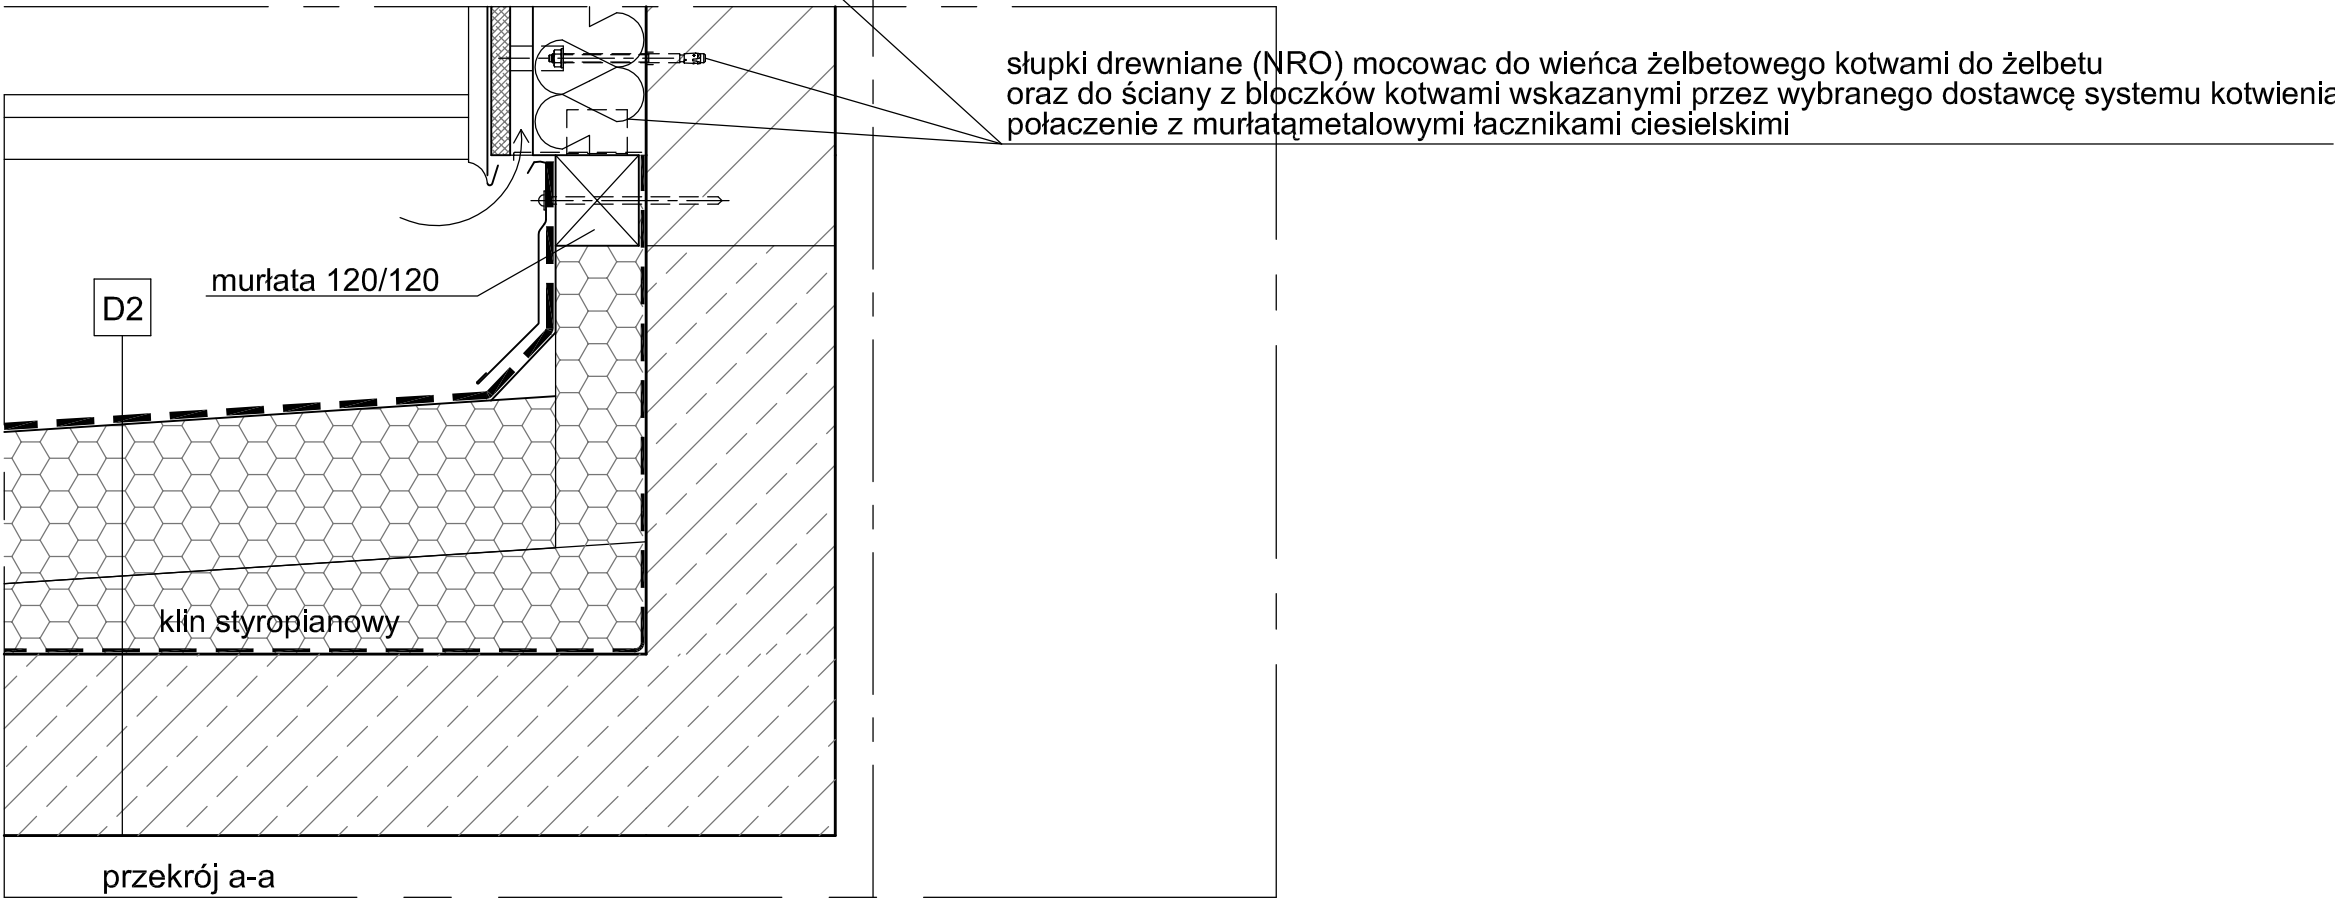 słupki drewniane (NRO) mocowac do wieńca żelbetowego kotwami do żelbetu
oraz do ściany z bloczków kotwami wskazanymi przez wybranego dostawcę systemu kotwienia
połaczenie z murłatąmetalowymi łacznikami ciesielskimi
murłata 120/120
D2
klin styropianowy
przekrój a-a